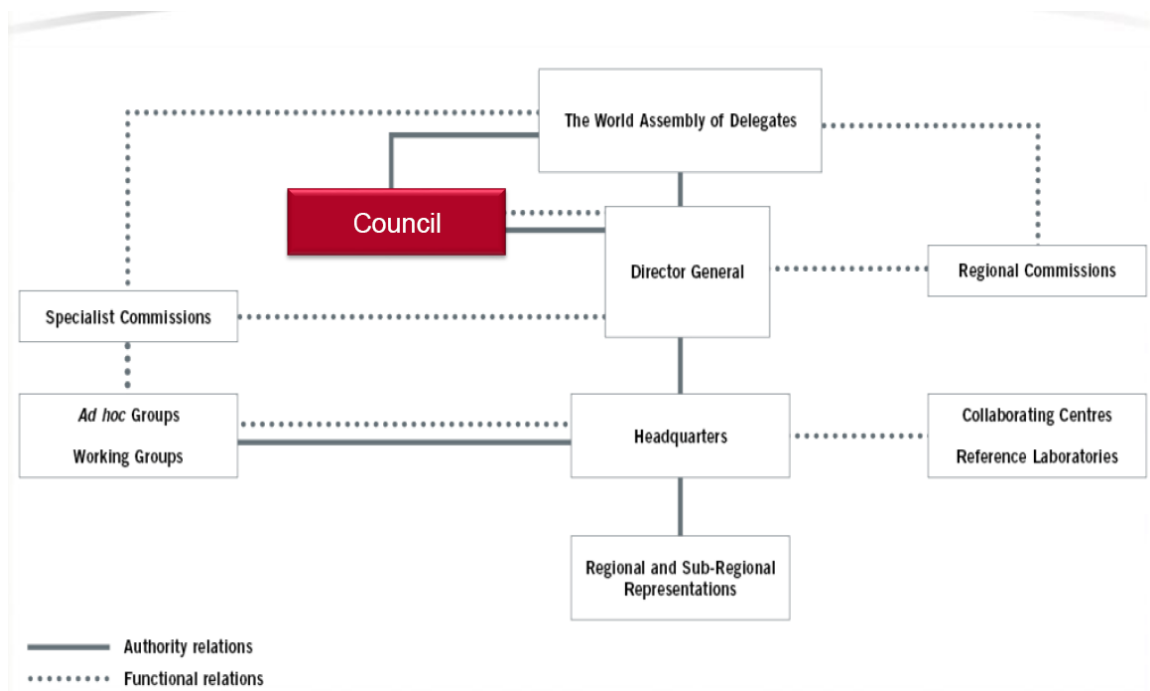 The World Assembly of Delegates
Council
Director General
Regional Commissions
Specialist Commissions
Ad hoc Groups
Working Groups
Headquarters
Collaborating Centres
Reference Laboratories
Regional and Sub-Regional
Representations
Authority relations
Functional relations